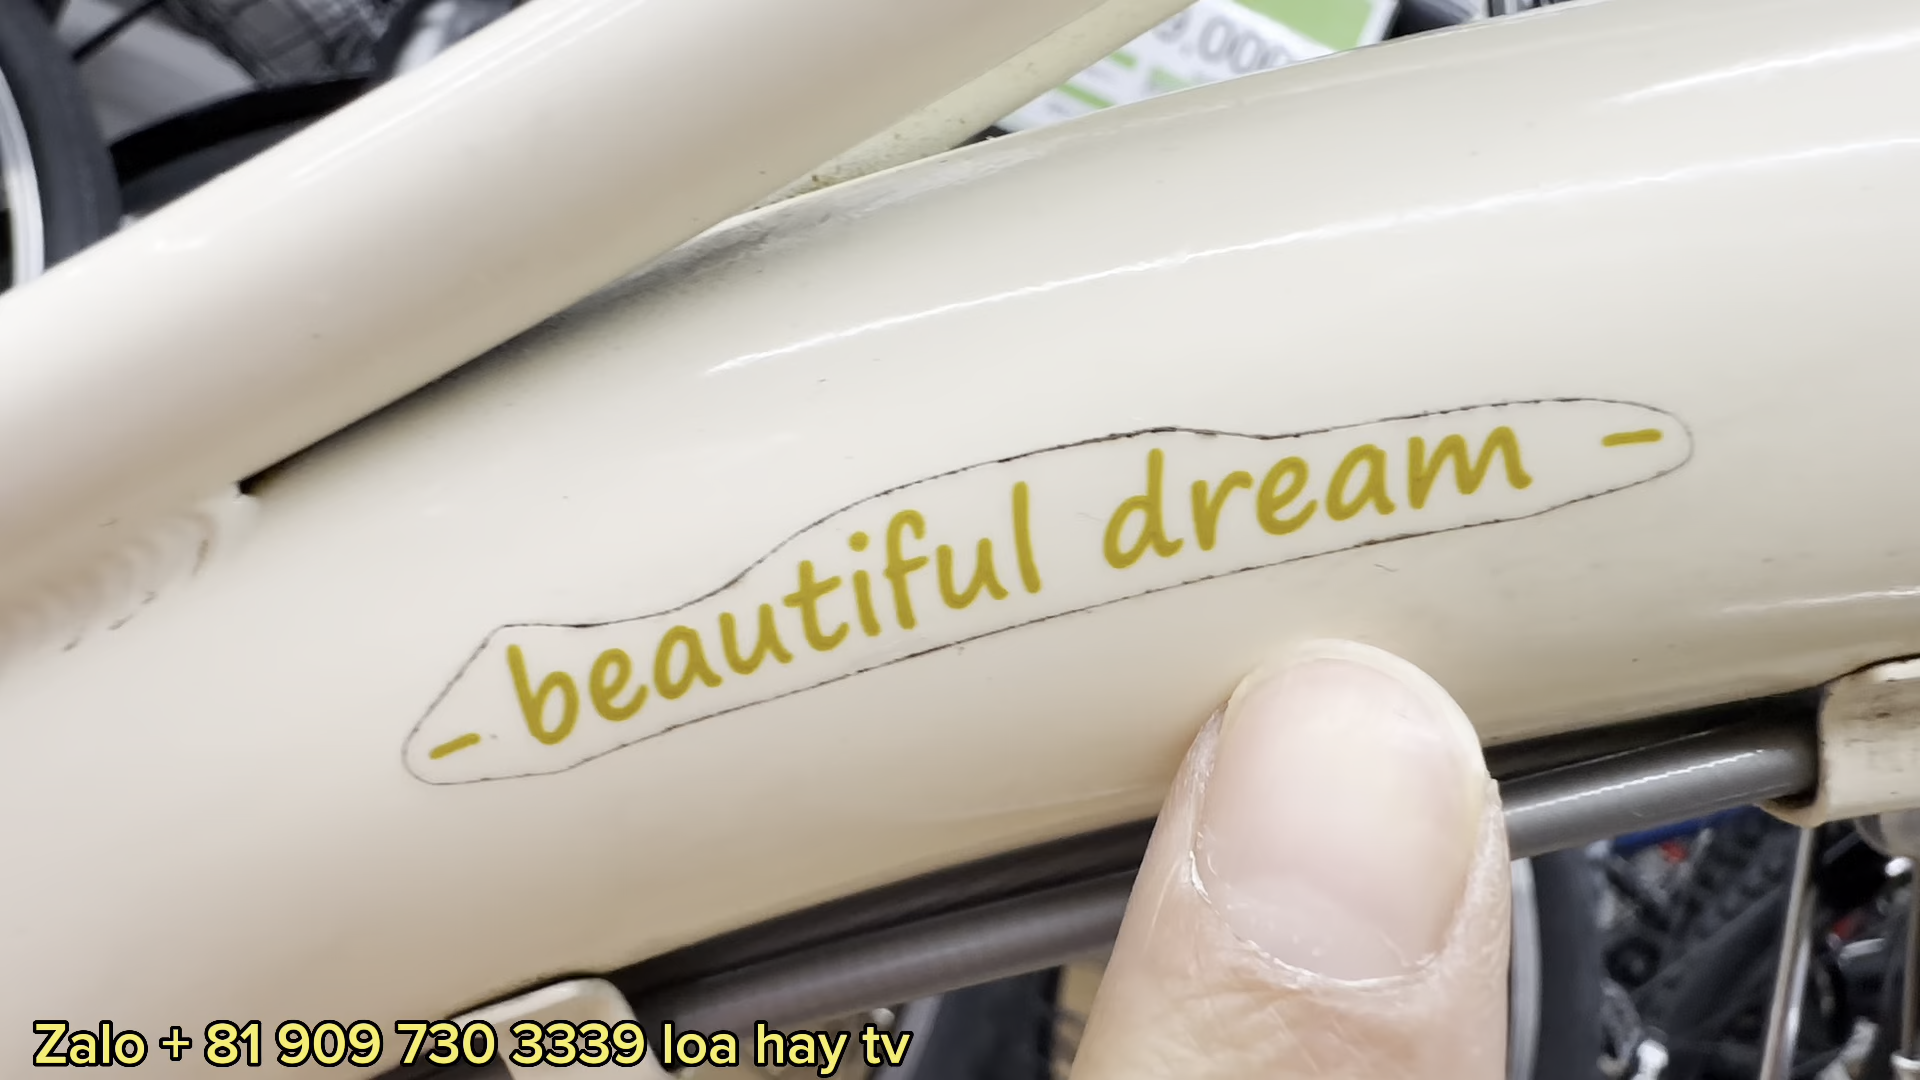 - beautiful dream -
Zalo + 81 909 730 3339 loa hay tv